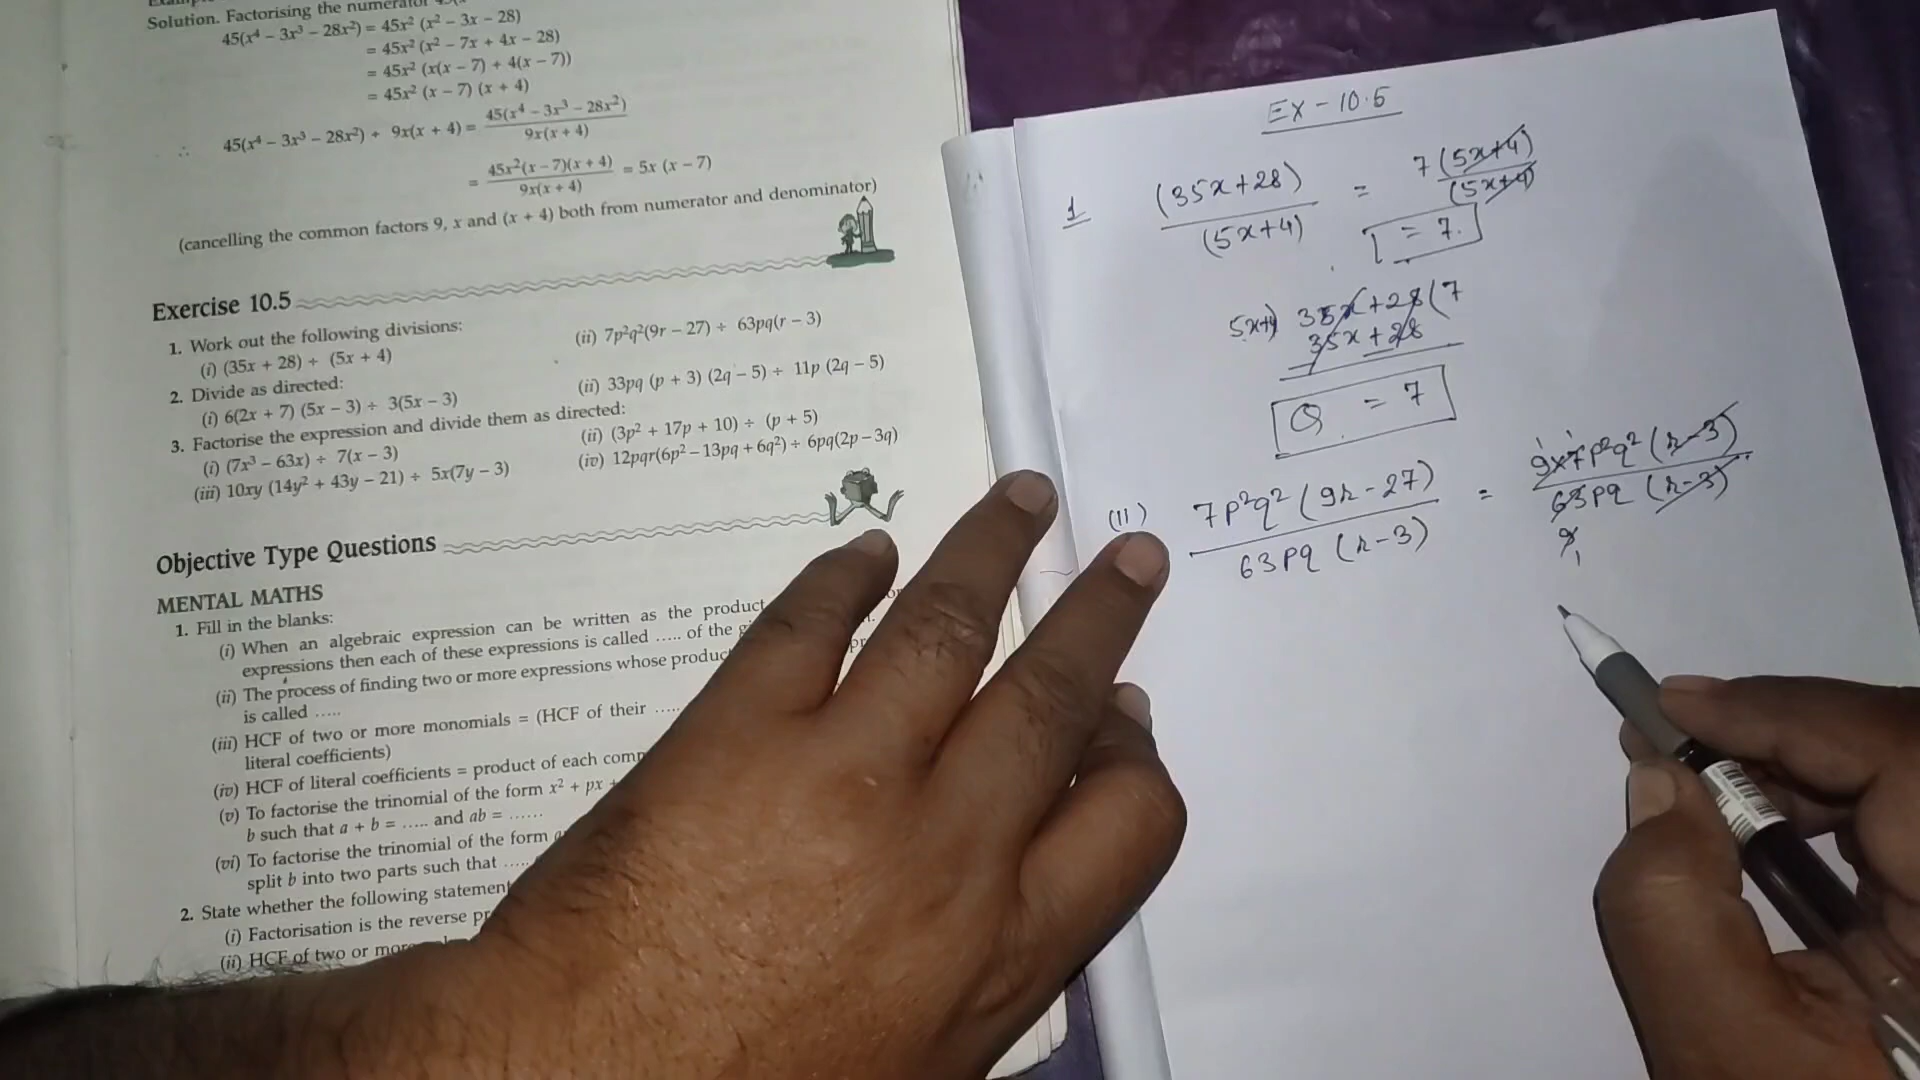 Solution. Factorising the numerator
45(x⁴ – 3x³ – 28x²) = 45x² (x² – 3x – 28)
= 45x² (x² – 7x + 4x – 28)
= 45x² (x(x – 7) + 4(x – 7))
= 45x² (x – 7) (x + 4)
∴ 45(x⁴ – 3x³ – 28x²) ÷ 9x(x + 4) = 45(x⁴ – 3x³ – 28x²) / 9x(x + 4)
= 45x²(x – 7)(x + 4) / 9x(x + 4) = 5x (x – 7)
(cancelling the common factors 9, x and (x + 4) both from numerator and denominator)
Exercise 10.5
1. Work out the following divisions:
(i) (35x + 28) ÷ (5x + 4) (ii) 7p²q²(9r – 27) ÷ 63pq(r – 3)
2. Divide as directed:
(i) 6(2x + 7) (5x – 3) ÷ 3(5x – 3) (ii) 33pq (p + 3) (2q – 5) ÷ 11p (2q – 5)
3. Factorise the expression and divide them as directed:
(i) (7x³ – 63x) ÷ 7(x – 3) (ii) (3p² + 17p + 10) ÷ (p + 5)
(iii) 10xy (14y² + 43y – 21) ÷ 5x(7y – 3) (iv) 12pqr(6p² – 13pq + 6q²) ÷ 6pq(2p – 3q)
Objective Type Questions
MENTAL MATHS
1. Fill in the blanks:
(i) When an algebraic expression can be written as the product
expressions then each of these expressions is called ..... of the
(ii) The process of finding two or more expressions whose
is called .....
(iii) HCF of two or more monomials = (HCF of their .....
literal coefficients)
(iv) HCF of literal coefficients = product of each
(v) To factorise the trinomial of the form x² + px +
b such that a + b = ..... and ab = ......
(vi) To factorise the trinomial of the form
split b into two parts such that .....
2. State whether the following
(i) Factorisation is the reverse
(ii) HCF of two or
EX - 10.5
1 (35x+28) / (5x+4) = 7 (5x+4) / (5x+4)
= 7.
5x+4) 35x+28(7
35x+28
Q = 7
(II) 7p²q² (9r-27) / 63pq (r-3) = 9x7p²q² (r-3) / 63pq (r-3)
1 1
9
1